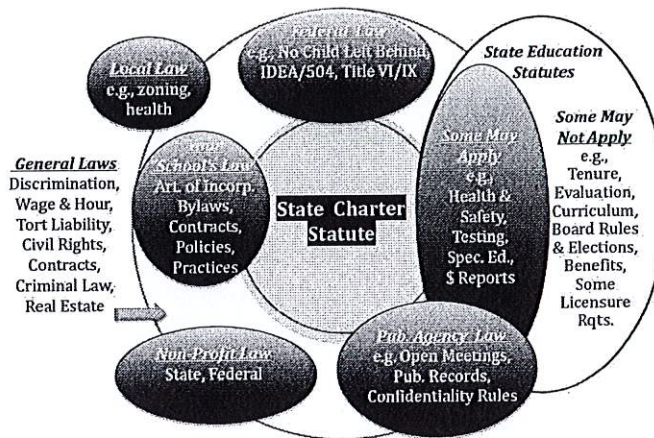 Federal Law
e.g., No Child Left Behind,
IDEA/504, Title VI/IX
State Education
Statutes
Local Law
e.g., zoning,
health
Some May
Apply
e.g.,
Health &
Safety,
Testing,
Spec. Ed.,
$ Reports
Some May
Not Apply
e.g.,
Tenure,
Evaluation,
Curriculum,
Board Rules
& Elections,
Benefits,
Some
Licensure
Rqts.
General Laws
Discrimination,
Wage & Hour,
Tort Liability,
Civil Rights,
Contracts,
Criminal Law,
Real Estate
School's Law
Art. of Incorp.
Bylaws,
Contracts,
Policies,
Practices
State Charter
Statute
Non-Profit Law
State, Federal
Pub. Agency Law
e.g, Open Meetings,
Pub. Records,
Confidentiality Rules